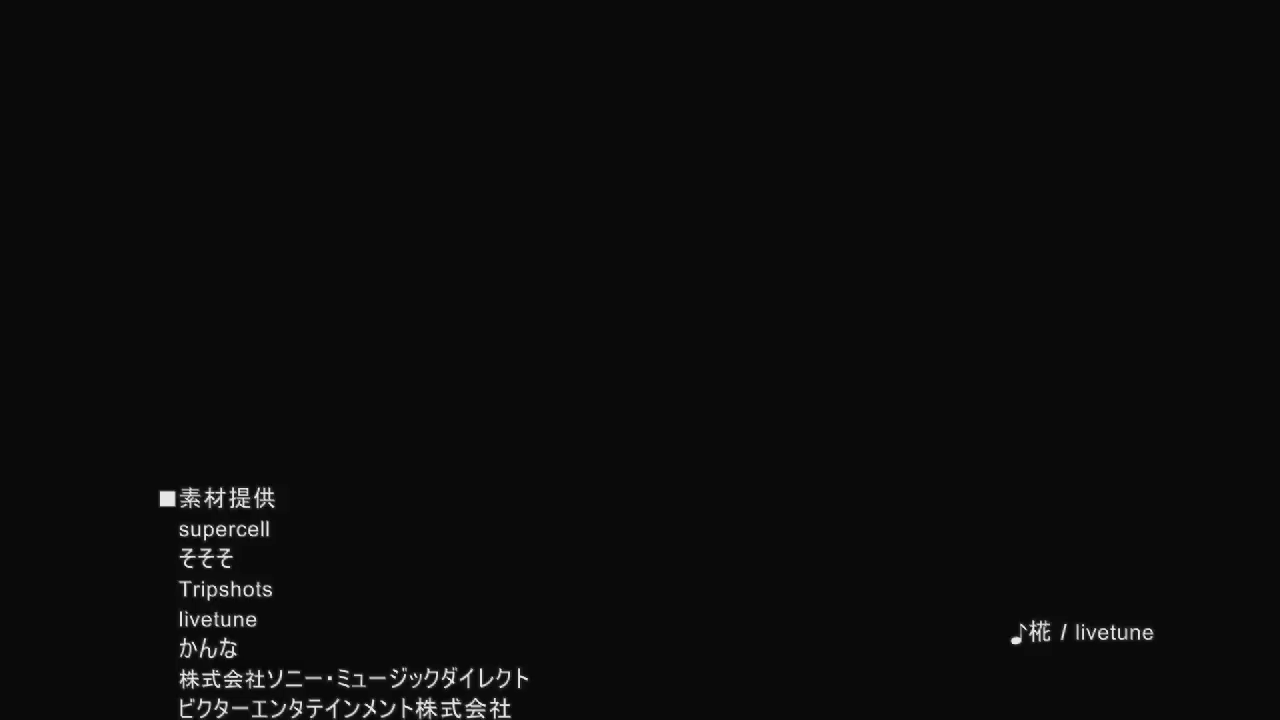 ■素材提供
supercell
そそそ
Tripshots
livetune
かんな
株式会社ソニー・ミュージックダイレクト
ビクターエンタテインメント株式会社
♪椛 / livetune